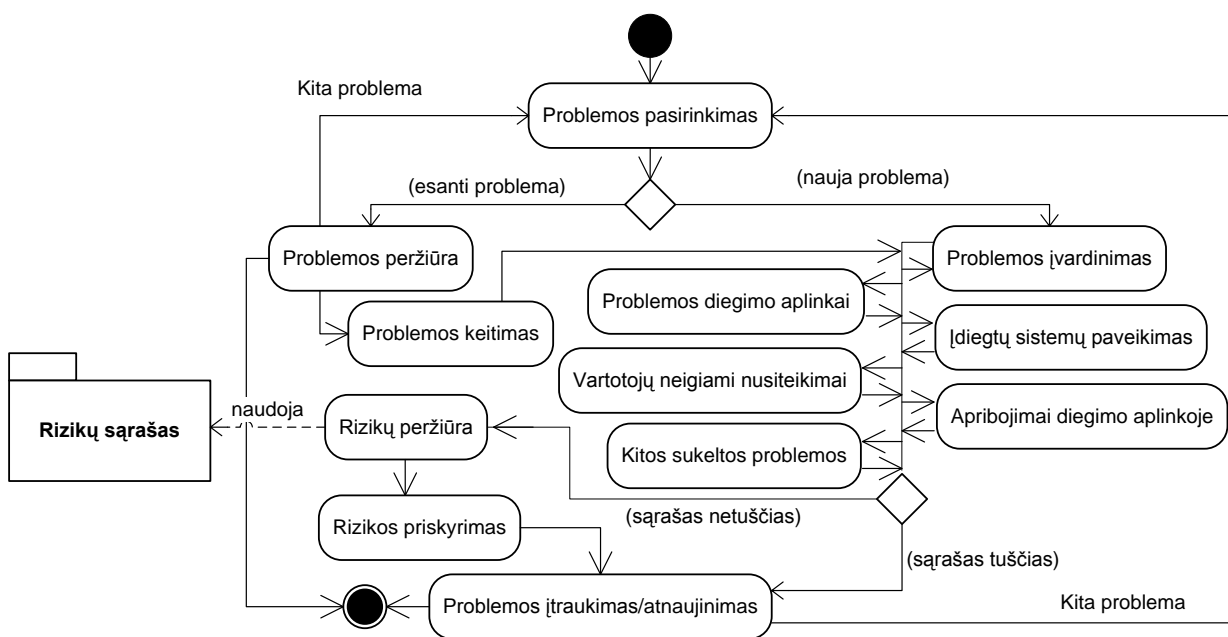 Kita problema
Problemos pasirinkimas
(esanti problema)
(nauja problema)
Problemos peržiūra
Problemos įvardinimas
Problemos diegimo aplinkai
Problemos keitimas
Įdiegtų sistemų paveikimas
Vartotojų neigiami nusiteikimai
naudoja
Rizikų sąrašas
Rizikų peržiūra
Apribojimai diegimo aplinkoje
Kitos sukeltos problemos
(sąrašas netuščias)
Rizikos priskyrimas
(sąrašas tuščias)
Problemos įtraukimas/atnaujinimas
Kita problema